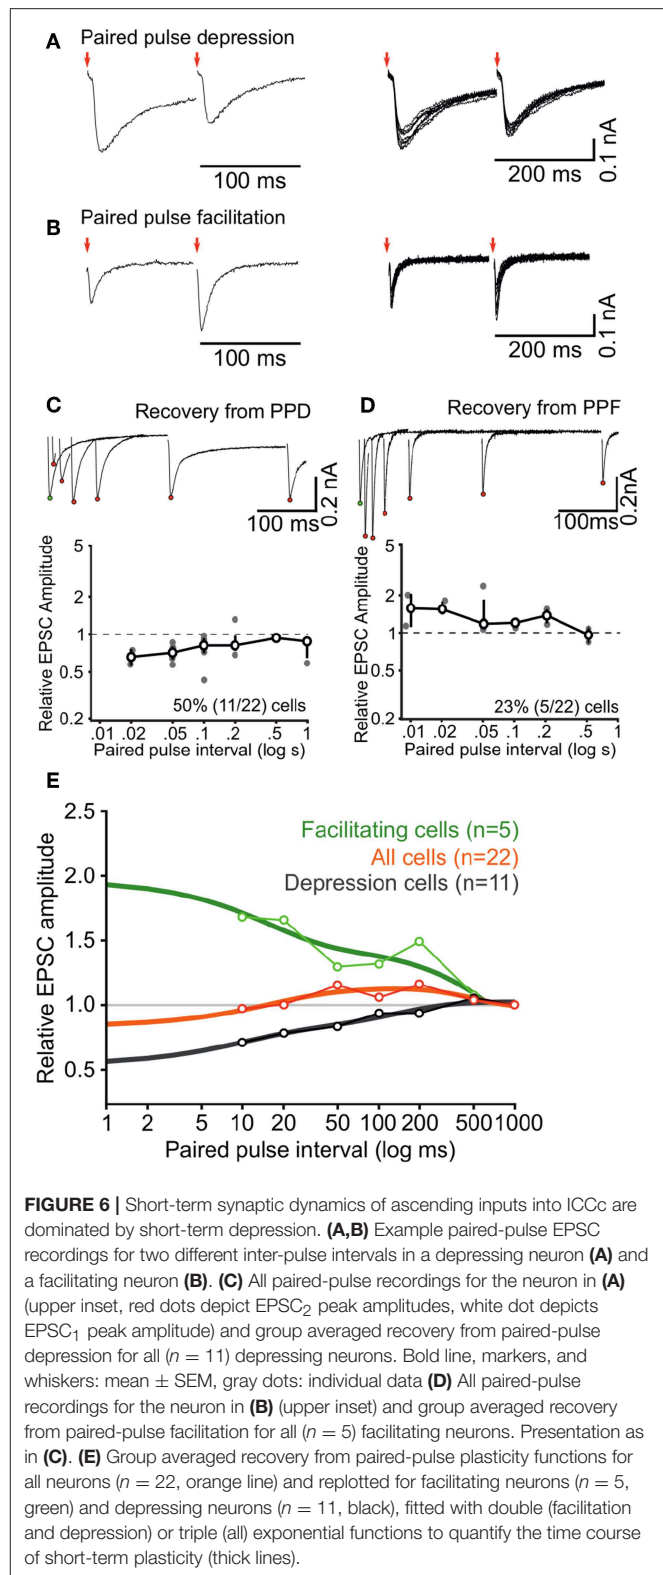 A Paired pulse depression
100 ms
200 ms
0.1 nA
B Paired pulse facilitation
100 ms
200 ms
0.1 nA
C Recovery from PPD
100 ms
0.2 nA
Relative EPSC Amplitude
5
2
1
0.5
0.2
50% (11/22) cells
.01 .02 .05 .1 .2 .5 1
Paired pulse interval (log s)
D Recovery from PPF
100ms
0.2nA
Relative EPSC Amplitude
5
2
1
0.5
0.2
23% (5/22) cells
.01 .02 .05 .1 .2 .5 1
Paired pulse interval (log s)
E
Relative EPSC amplitude
2.5
2.0
1.5
1.0
0.5
Facilitating cells (n=5)
All cells (n=22)
Depression cells (n=11)
1 2 5 10 20 50 100 200 500 1000
Paired pulse interval (log ms)
FIGURE 6 | Short-term synaptic dynamics of ascending inputs into ICCc are
dominated by short-term depression. (A,B) Example paired-pulse EPSC
recordings for two different inter-pulse intervals in a depressing neuron (A) and
a facilitating neuron (B). (C) All paired-pulse recordings for the neuron in (A)
(upper inset, red dots depict EPSC₂ peak amplitudes, white dot depicts
EPSC₁ peak amplitude) and group averaged recovery from paired-pulse
depression for all (n = 11) depressing neurons. Bold line, markers, and
whiskers: mean ± SEM, gray dots: individual data (D) All paired-pulse
recordings for the neuron in (B) (upper inset) and group averaged recovery
from paired-pulse facilitation for all (n = 5) facilitating neurons. Presentation as
in (C). (E) Group averaged recovery from paired-pulse plasticity functions for
all neurons (n = 22, orange line) and replotted for facilitating neurons (n = 5,
green) and depressing neurons (n = 11, black), fitted with double (facilitation
and depression) or triple (all) exponential functions to quantify the time course
of short-term plasticity (thick lines).